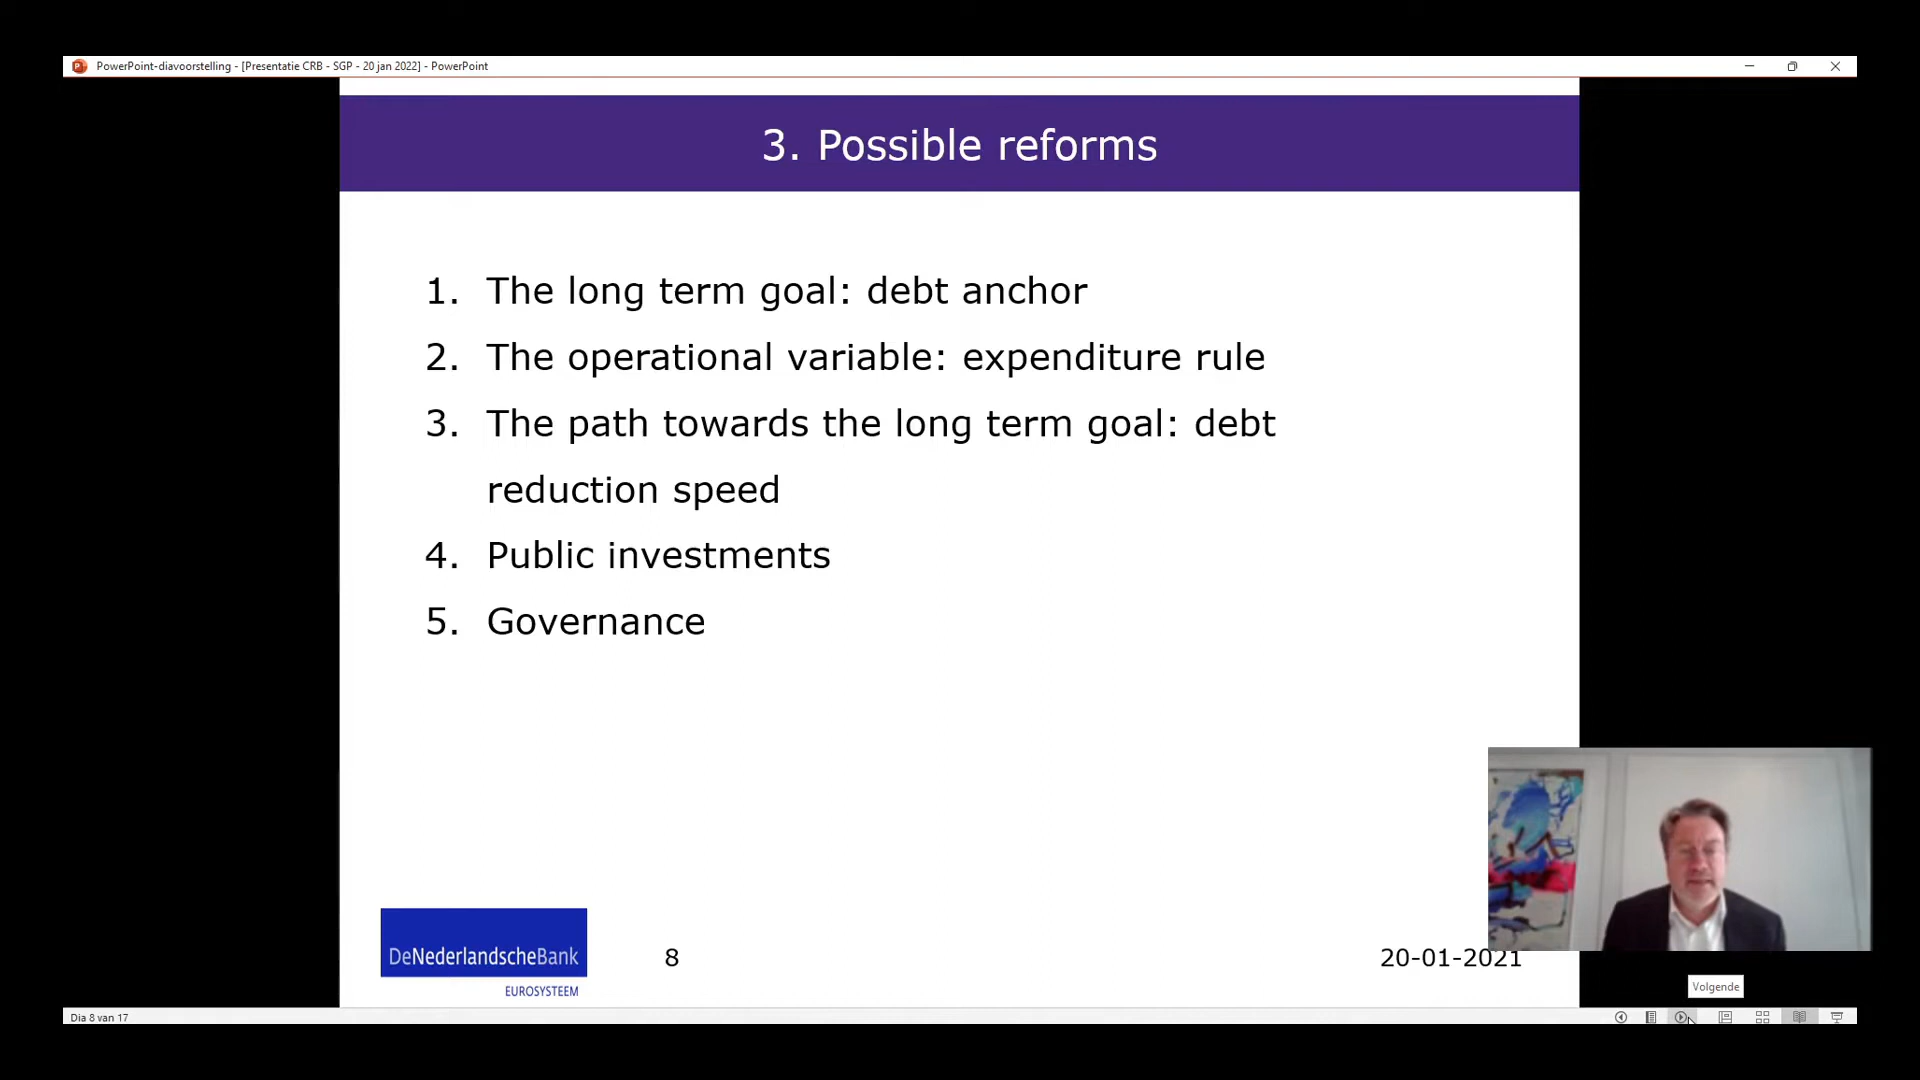 PowerPoint-diavoorstelling - [Presentatie CRB - SGP - 20 jan 2022] - PowerPoint
3. Possible reforms
1. The long term goal: debt anchor
2. The operational variable: expenditure rule
3. The path towards the long term goal: debt
reduction speed
4. Public investments
5. Governance
DeNederlandscheBank
EUROSYSTEEM
8
20-01-2021
Volgende
Dia 8 van 17